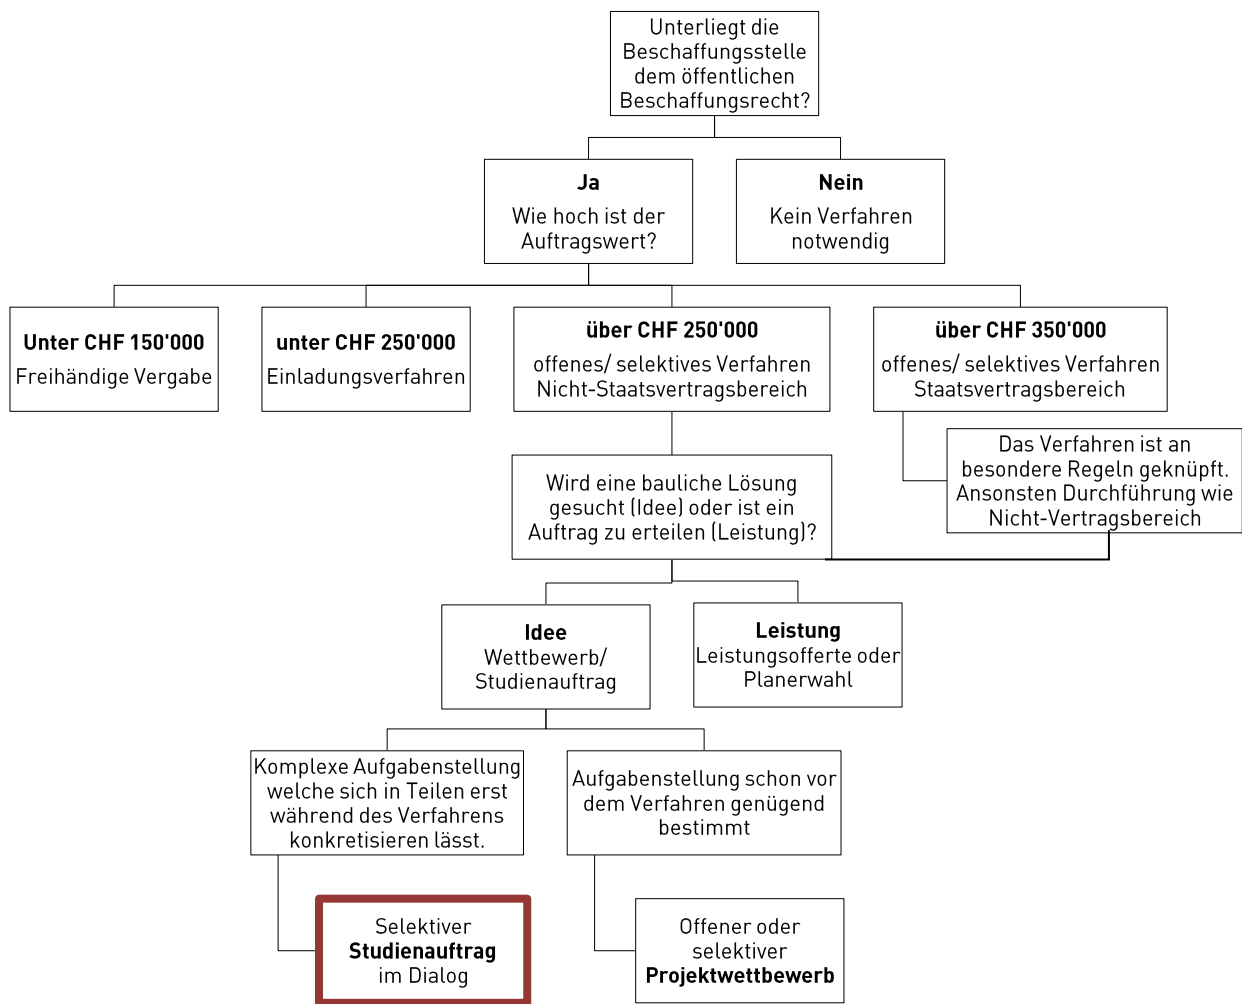 Unterliegt die
Beschaffungsstelle
dem öffentlichen
Beschaffungsrecht?
Ja
Wie hoch ist der
Auftragswert?
Nein
Kein Verfahren
notwendig
Unter CHF 150'000
Freihändige Vergabe
unter CHF 250'000
Einladungsverfahren
über CHF 250'000
offenes/ selektives Verfahren
Nicht-Staatsvertragsbereich
über CHF 350'000
offenes/ selektives Verfahren
Staatsvertragsbereich
Das Verfahren ist an
besondere Regeln geknüpft.
Ansonsten Durchführung wie
Nicht-Vertragsbereich
Wird eine bauliche Lösung
gesucht (Idee) oder ist ein
Auftrag zu erteilen (Leistung)?
Idee
Wettbewerb/
Studienauftrag
Leistung
Leistungsofferte oder
Planerwahl
Komplexe Aufgabenstellung
welche sich in Teilen erst
während des Verfahrens
konkretisieren lässt.
Aufgabenstellung schon vor
dem Verfahren genügend
bestimmt
Selektiver
Studienauftrag
im Dialog
Offener oder
selektiver
Projektwettbewerb